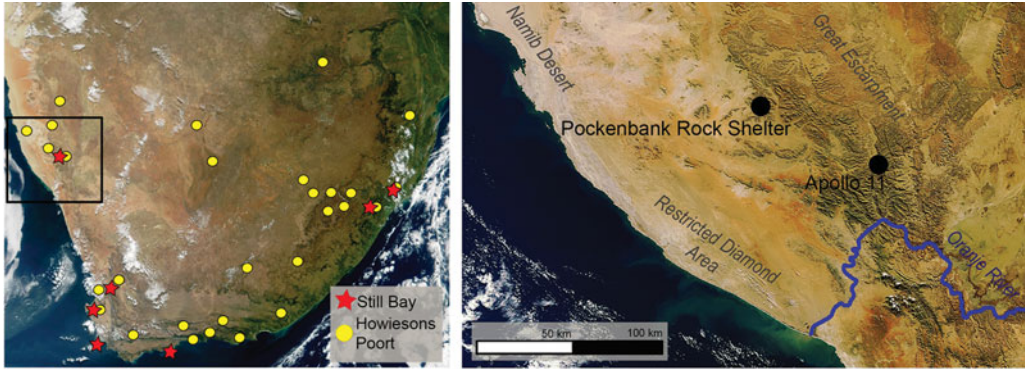 Still Bay
Howiesons
Poort
Namib Desert
Great Escarpment
Pockenbank Rock Shelter
Apollo 11
Restricted Diamond
Area
Oranje River
50 km
100 km